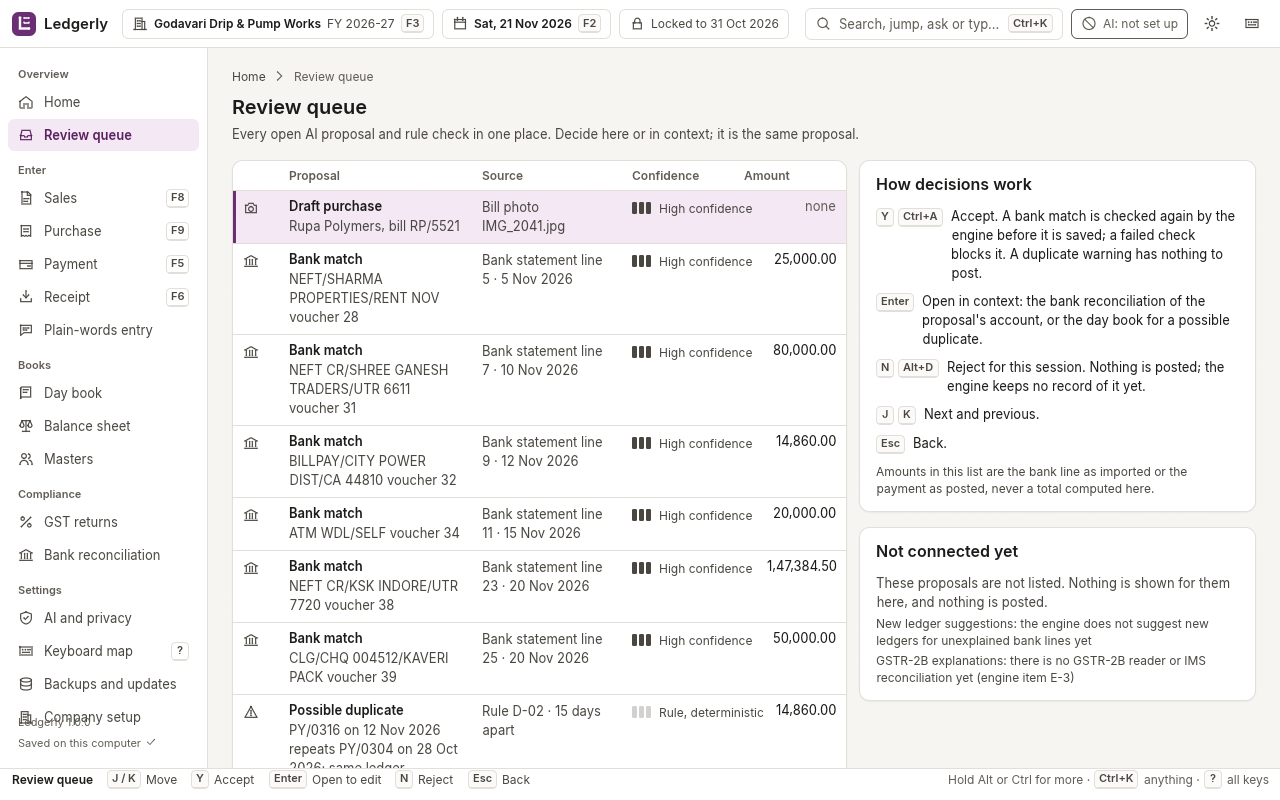 Ledgerly
Godavari Drip & Pump Works FY 2026-27 F3
Sat, 21 Nov 2026 F2
Locked to 31 Oct 2026
Search, jump, ask or typ... Ctrl+K
AI: not set up
Overview
Home
Review queue
Enter
Sales F8
Purchase F9
Payment F5
Receipt F6
Plain-words entry
Books
Day book
Balance sheet
Masters
Compliance
GST returns
Bank reconciliation
Settings
AI and privacy
Keyboard map ?
Backups and updates
Company setup
Ledgerly 1.0.0
Saved on this computer
Home > Review queue
Review queue
Every open AI proposal and rule check in one place. Decide here or in context; it is the same proposal.
Proposal Source Confidence Amount
Draft purchase Bill photo High confidence none
Rupa Polymers, bill RP/5521 IMG_2041.jpg
Bank match Bank statement line High confidence 25,000.00
NEFT/SHARMA 5 · 5 Nov 2026
PROPERTIES/RENT NOV
voucher 28
Bank match Bank statement line High confidence 80,000.00
NEFT CR/SHREE GANESH 7 · 10 Nov 2026
TRADERS/UTR 6611
voucher 31
Bank match Bank statement line High confidence 14,860.00
BILLPAY/CITY POWER 9 · 12 Nov 2026
DIST/CA 44810 voucher 32
Bank match Bank statement line High confidence 20,000.00
ATM WDL/SELF voucher 34 11 · 15 Nov 2026
Bank match Bank statement line High confidence 1,47,384.50
NEFT CR/KSK INDORE/UTR 23 · 20 Nov 2026
7720 voucher 38
Bank match Bank statement line High confidence 50,000.00
CLG/CHQ 004512/KAVERI 25 · 20 Nov 2026
PACK voucher 39
Possible duplicate Rule D-02 · 15 days Rule, deterministic 14,860.00
PY/0316 on 12 Nov 2026 apart
repeats PY/0304 on 28 Oct
2026: same ledger
How decisions work
Y Ctrl+A Accept. A bank match is checked again by the
engine before it is saved; a failed check
blocks it. A duplicate warning has nothing to
post.
Enter Open in context: the bank reconciliation of the
proposal's account, or the day book for a possible
duplicate.
N Alt+D Reject for this session. Nothing is posted; the
engine keeps no record of it yet.
J K Next and previous.
Esc Back.
Amounts in this list are the bank line as imported or the
payment as posted, never a total computed here.
Not connected yet
These proposals are not listed. Nothing is shown for them
here, and nothing is posted.
New ledger suggestions: the engine does not suggest new
ledgers for unexplained bank lines yet
GSTR-2B explanations: there is no GSTR-2B reader or IMS
reconciliation yet (engine item E-3)
Review queue J / K Move Y Accept Enter Open to edit N Reject Esc Back
Hold Alt or Ctrl for more · Ctrl+K anything · ? all keys